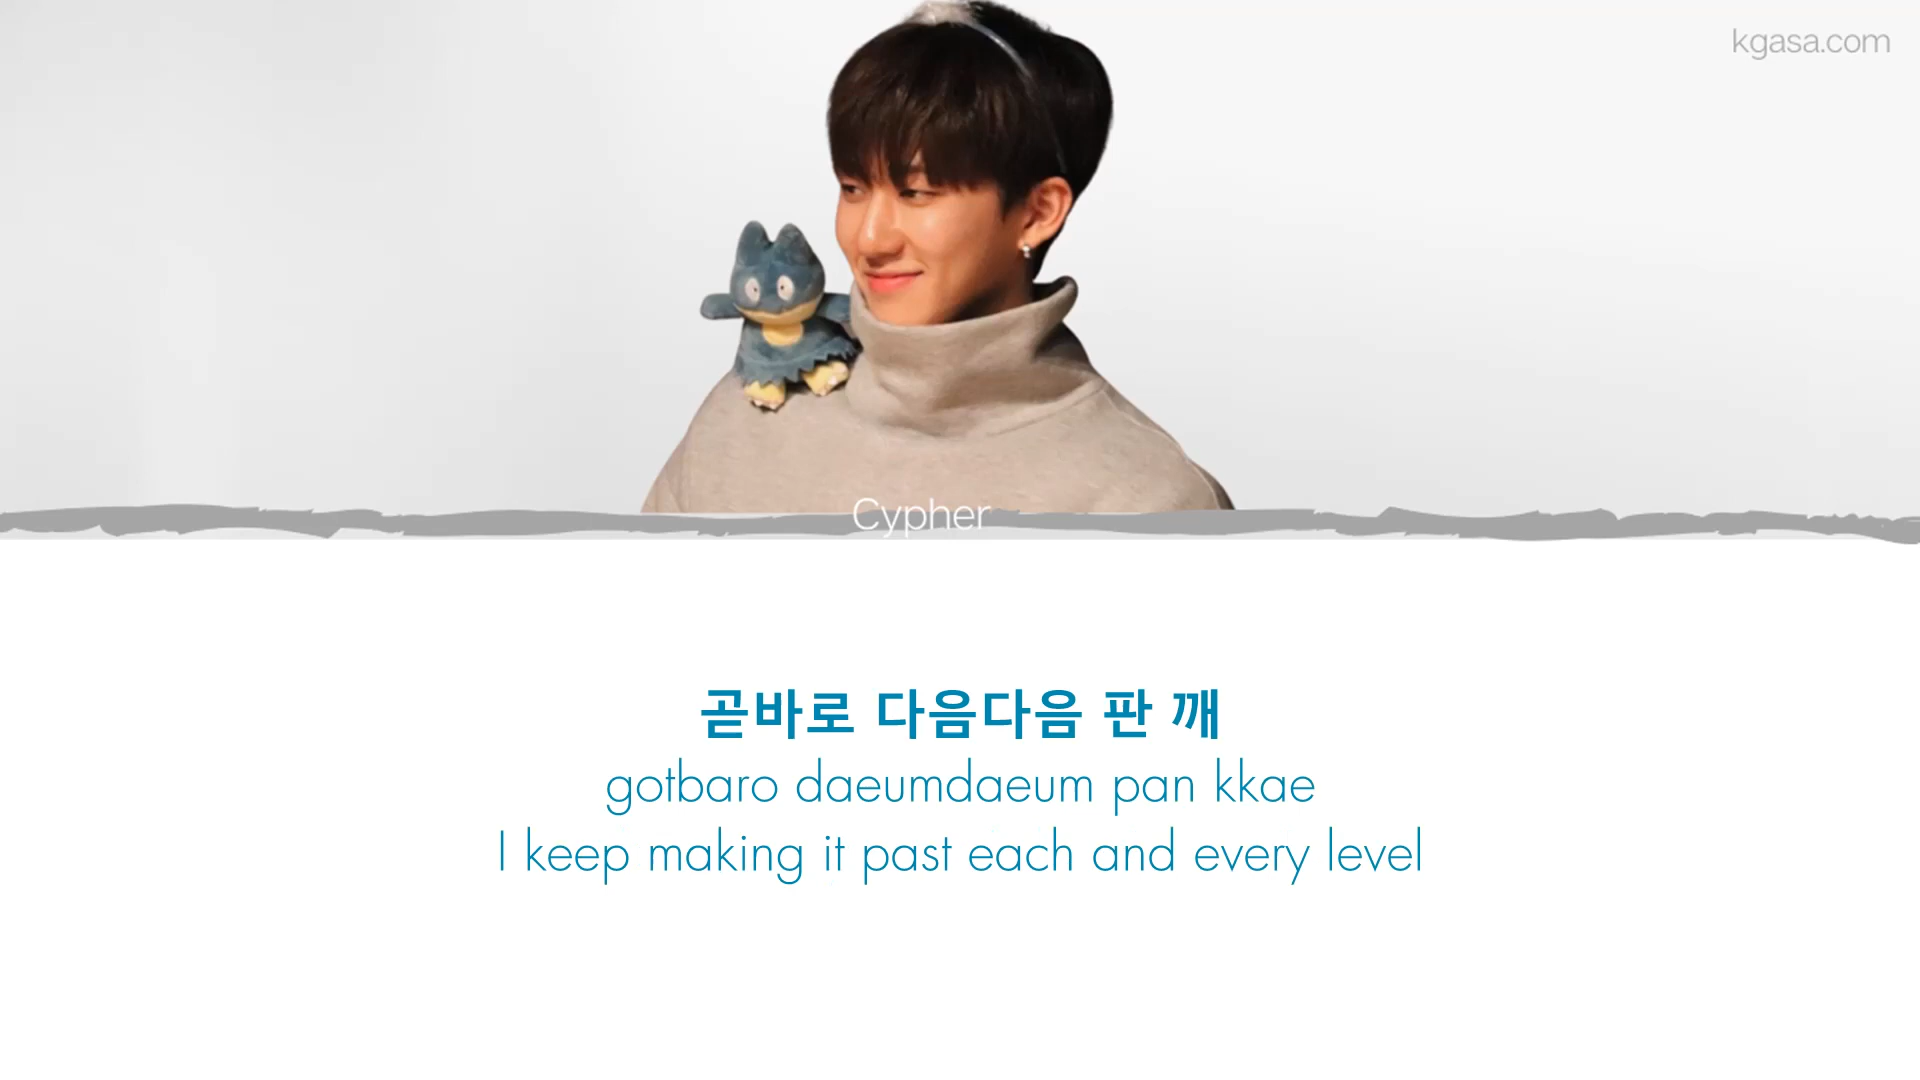 kgasa.com
Cypher
곧바로 다음다음 판 깨
gotbaro daeumdaeum pan kkae
I keep making it past each and every level